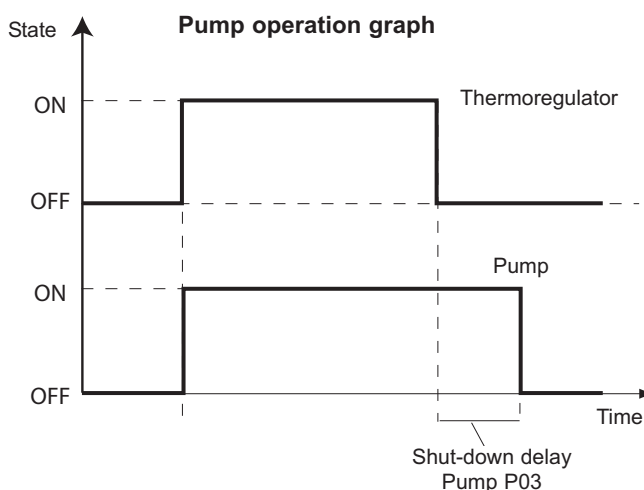 Pump operation graph
State
ON
Thermoregulator
OFF
Pump
ON
OFF
Time
Shut-down delay
Pump P03